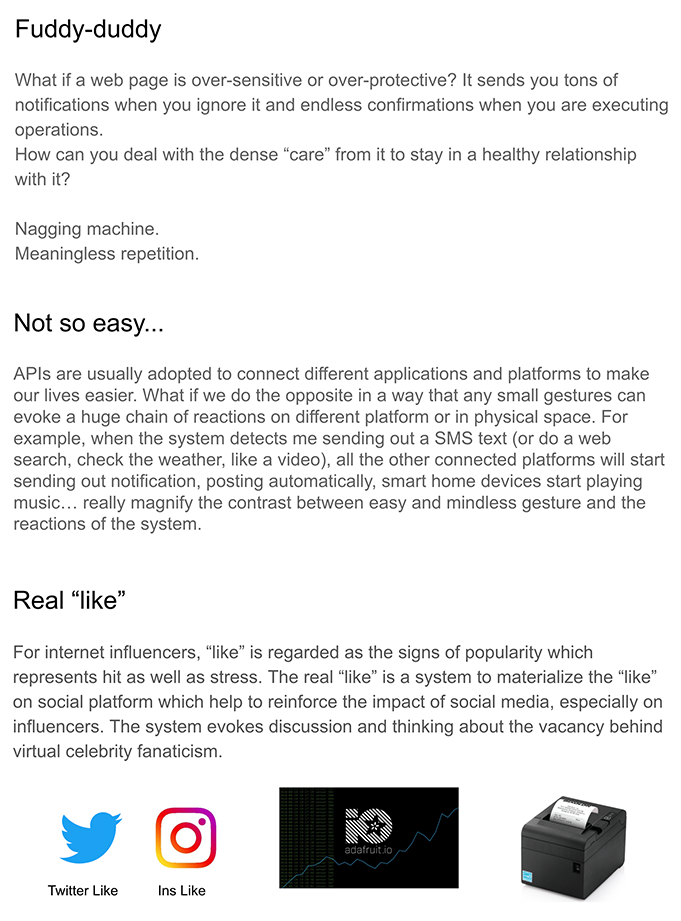 Fuddy-duddy
What if a web page is over-sensitive or over-protective? It sends you tons of
notifications when you ignore it and endless confirmations when you are executing
operations.
How can you deal with the dense “care” from it to stay in a healthy relationship
with it?
Nagging machine.
Meaningless repetition.
Not so easy...
APIs are usually adopted to connect different applications and platforms to make
our lives easier. What if we do the opposite in a way that any small gestures can
evoke a huge chain of reactions on different platform or in physical space. For
example, when the system detects me sending out a SMS text (or do a web
search, check the weather, like a video), all the other connected platforms will start
sending out notification, posting automatically, smart home devices start playing
music… really magnify the contrast between easy and mindless gesture and the
reactions of the system.
Real “like”
For internet influencers, “like” is regarded as the signs of popularity which
represents hit as well as stress. The real “like” is a system to materialize the “like”
on social platform which help to reinforce the impact of social media, especially on
influencers. The system evokes discussion and thinking about the vacancy behind
virtual celebrity fanaticism.
io
adafruit.io
Twitter Like
Ins Like